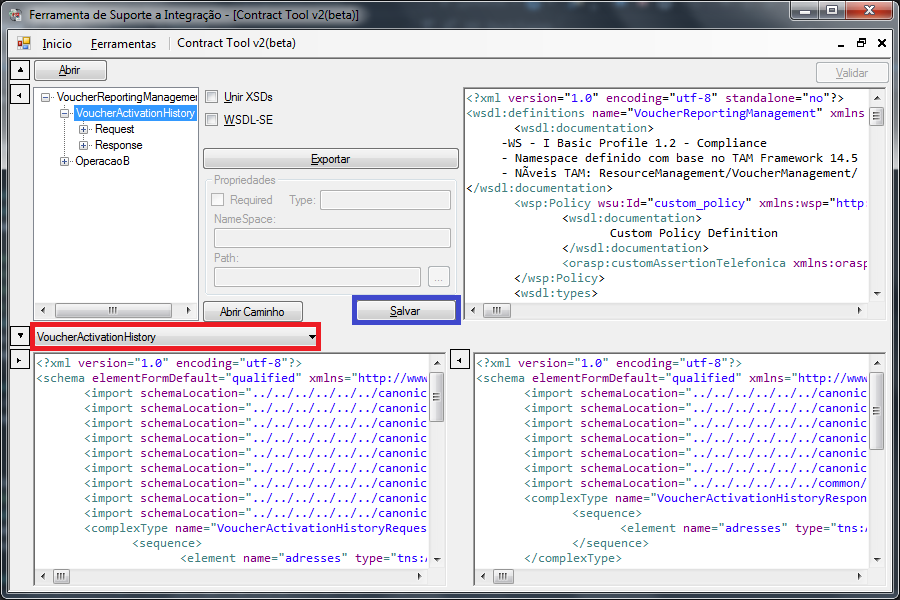 Ferramenta de Suporte a Integração - [Contract Tool v2(beta)]
Inicio Ferramentas Contract Tool v2(beta)
Abrir
Validar
VoucherReportingManagemer
VoucherActivationHistory
Request
Response
OperacaoB
Unir XSDs
WSDL-SE
Exportar
Propriedades
Required Type:
NameSpace:
Path:
...
Abrir Caminho
Salvar
<?xml version="1.0" encoding="utf-8" standalone="no"?>
<wsdl:definitions name="VoucherReportingManagement" xmlns
<wsdl:documentation>
-WS - I Basic Profile 1.2 - Compliance
- Namespace definido com base no TAM Framework 14.5
- NÃveis TAM: ResourceManagement/VoucherManagement/
</wsdl:documentation>
<wsp:Policy wsu:Id="custom_policy" xmlns:wsp="http:
<wsdl:documentation>
Custom Policy Definition
</wsdl:documentation>
<orasp:customAssertionTelefonica xmlns:orasp
</wsp:Policy>
<wsdl:types>
VoucherActivationHistory
<?xml version="1.0" encoding="utf-8"?>
<schema elementFormDefault="qualified" xmlns="http://www
<import schemaLocation="../../../../../canonic
<import schemaLocation="../../../../../canonic
<import schemaLocation="../../../../../canonic
<import schemaLocation="../../../../../canonic
<import schemaLocation="../../../../../canonic
<import schemaLocation="../../../../../canonic
<import schemaLocation="../../../../../canonic
<import schemaLocation="../../../../../canonic
<import schemaLocation="../../../../../canonic
<complexType name="VoucherActivationHistoryReques
<sequence>
<element name="adresses" type="tns:A
<?xml version="1.0" encoding="utf-8"?>
<schema elementFormDefault="qualified" xmlns="http://www
<import schemaLocation="../../../../../canonic
<import schemaLocation="../../../../../canonic
<import schemaLocation="../../../../../canonic
<import schemaLocation="../../../../../canonic
<import schemaLocation="../../../../../canonic
<import schemaLocation="../../../../../canonic
<import schemaLocation="../../../../../common/
<complexType name="VoucherActivationHistoryRespon
<sequence>
<element name="adresses" type="tns:A
</sequence>
</complexType>